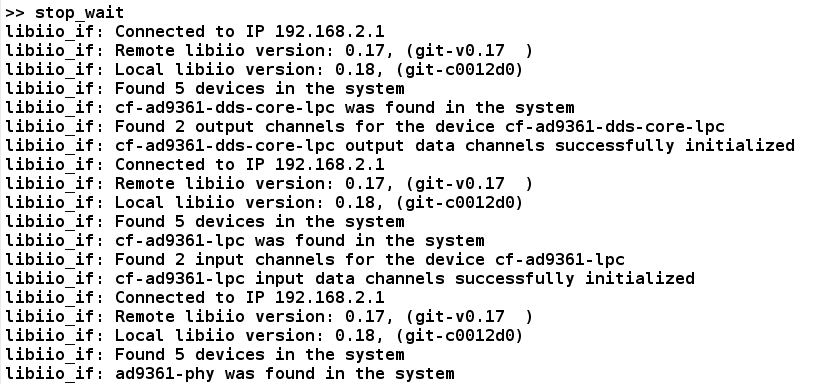 >> stop_wait
libiio_if: Connected to IP 192.168.2.1
libiio_if: Remote libiio version: 0.17, (git-v0.17  )
libiio_if: Local libiio version: 0.18, (git-c0012d0)
libiio_if: Found 5 devices in the system
libiio_if: cf-ad9361-dds-core-lpc was found in the system
libiio_if: Found 2 output channels for the device cf-ad9361-dds-core-lpc
libiio_if: cf-ad9361-dds-core-lpc output data channels successfully initialized
libiio_if: Connected to IP 192.168.2.1
libiio_if: Remote libiio version: 0.17, (git-v0.17  )
libiio_if: Local libiio version: 0.18, (git-c0012d0)
libiio_if: Found 5 devices in the system
libiio_if: cf-ad9361-lpc was found in the system
libiio_if: Found 2 input channels for the device cf-ad9361-lpc
libiio_if: cf-ad9361-lpc input data channels successfully initialized
libiio_if: Connected to IP 192.168.2.1
libiio_if: Remote libiio version: 0.17, (git-v0.17  )
libiio_if: Local libiio version: 0.18, (git-c0012d0)
libiio_if: Found 5 devices in the system
libiio_if: ad9361-phy was found in the system